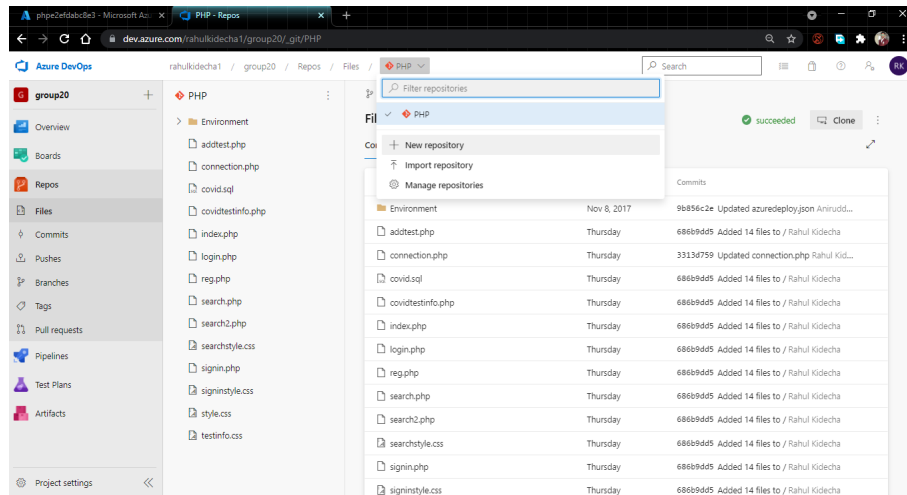 phpe2efdabc8e3 - Microsoft Azu
PHP - Repos
dev.azure.com/rahulkidecha1/group20/_git/PHP
Azure DevOps
rahulkidecha1 / group20 / Repos / Files / PHP
Search
RK
G group20
Overview
Boards
Repos
Files
Commits
Pushes
Branches
Tags
Pull requests
Pipelines
Test Plans
Artifacts
Project settings
PHP
Environment
addtest.php
connection.php
covid.sql
covidtestinfo.php
index.php
login.php
reg.php
search.php
search2.php
searchstyle.css
signin.php
signinstyle.css
style.css
testinfo.css
Filter repositories
PHP
New repository
Import repository
Manage repositories
Fil
Co
succeeded
Clone
Commits
Environment Nov 8, 2017 9b856c2e Updated azuredeploy.json Anirudd...
addtest.php Thursday 686b9dd5 Added 14 files to / Rahul Kidecha
connection.php Thursday 3313d759 Updated connection.php Rahul Kid...
covid.sql Thursday 686b9dd5 Added 14 files to / Rahul Kidecha
covidtestinfo.php Thursday 686b9dd5 Added 14 files to / Rahul Kidecha
index.php Thursday 686b9dd5 Added 14 files to / Rahul Kidecha
login.php Thursday 686b9dd5 Added 14 files to / Rahul Kidecha
reg.php Thursday 686b9dd5 Added 14 files to / Rahul Kidecha
search.php Thursday 686b9dd5 Added 14 files to / Rahul Kidecha
search2.php Thursday 686b9dd5 Added 14 files to / Rahul Kidecha
searchstyle.css Thursday 686b9dd5 Added 14 files to / Rahul Kidecha
signin.php Thursday 686b9dd5 Added 14 files to / Rahul Kidecha
signinstyle.css Thursday 686b9dd5 Added 14 files to / Rahul Kidecha